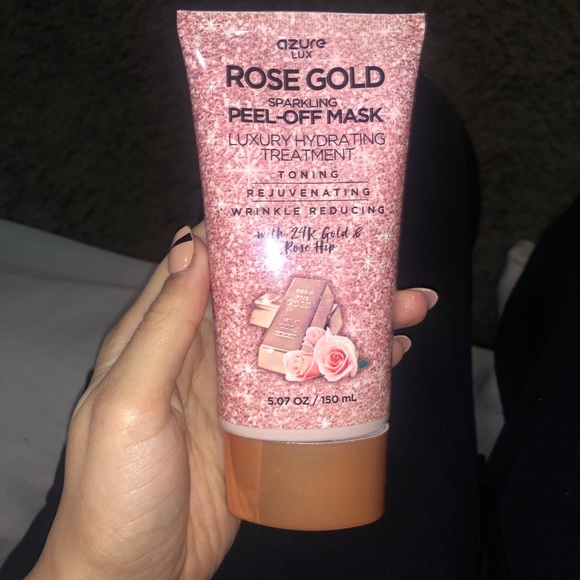 azure
LUX
ROSE GOLD
SPARKLING
PEEL-OFF MASK
LUXURY HYDRATING
TREATMENT
TONING
REJUVENATING
WRINKLE REDUCING
with 24K Gold &
Rose Hip
5.07 OZ / 150 mL